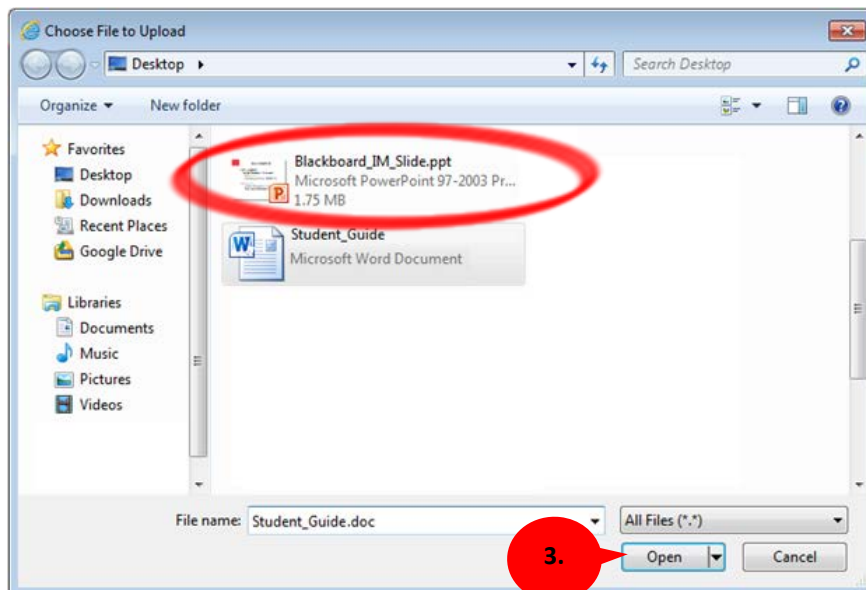 Choose File to Upload
Desktop
Search Desktop
Organize
New folder
Favorites
Desktop
Downloads
Recent Places
Google Drive
Libraries
Documents
Music
Pictures
Videos
Blackboard_IM_Slide.ppt
Microsoft PowerPoint 97-2003 Pr...
1.75 MB
Student_Guide
Microsoft Word Document
File name: Student_Guide.doc
All Files (*.*)
3.
Open
Cancel